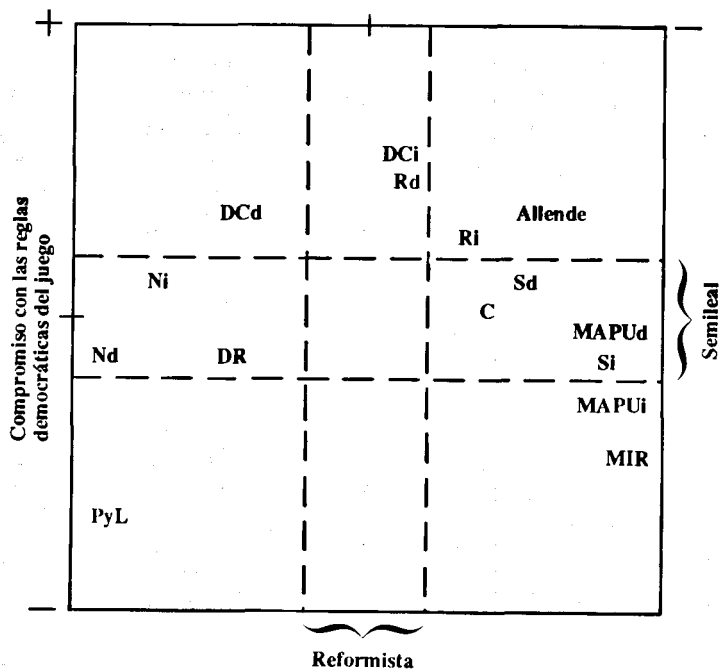 +
—
DCi
Rd
DCd
Allende
Ri
Compromiso con las reglas
democráticas del juego
Ni
Sd
C
MAPUd
Semileal
Nd
DR
Si
MAPUi
MIR
PyL
—
Reformista